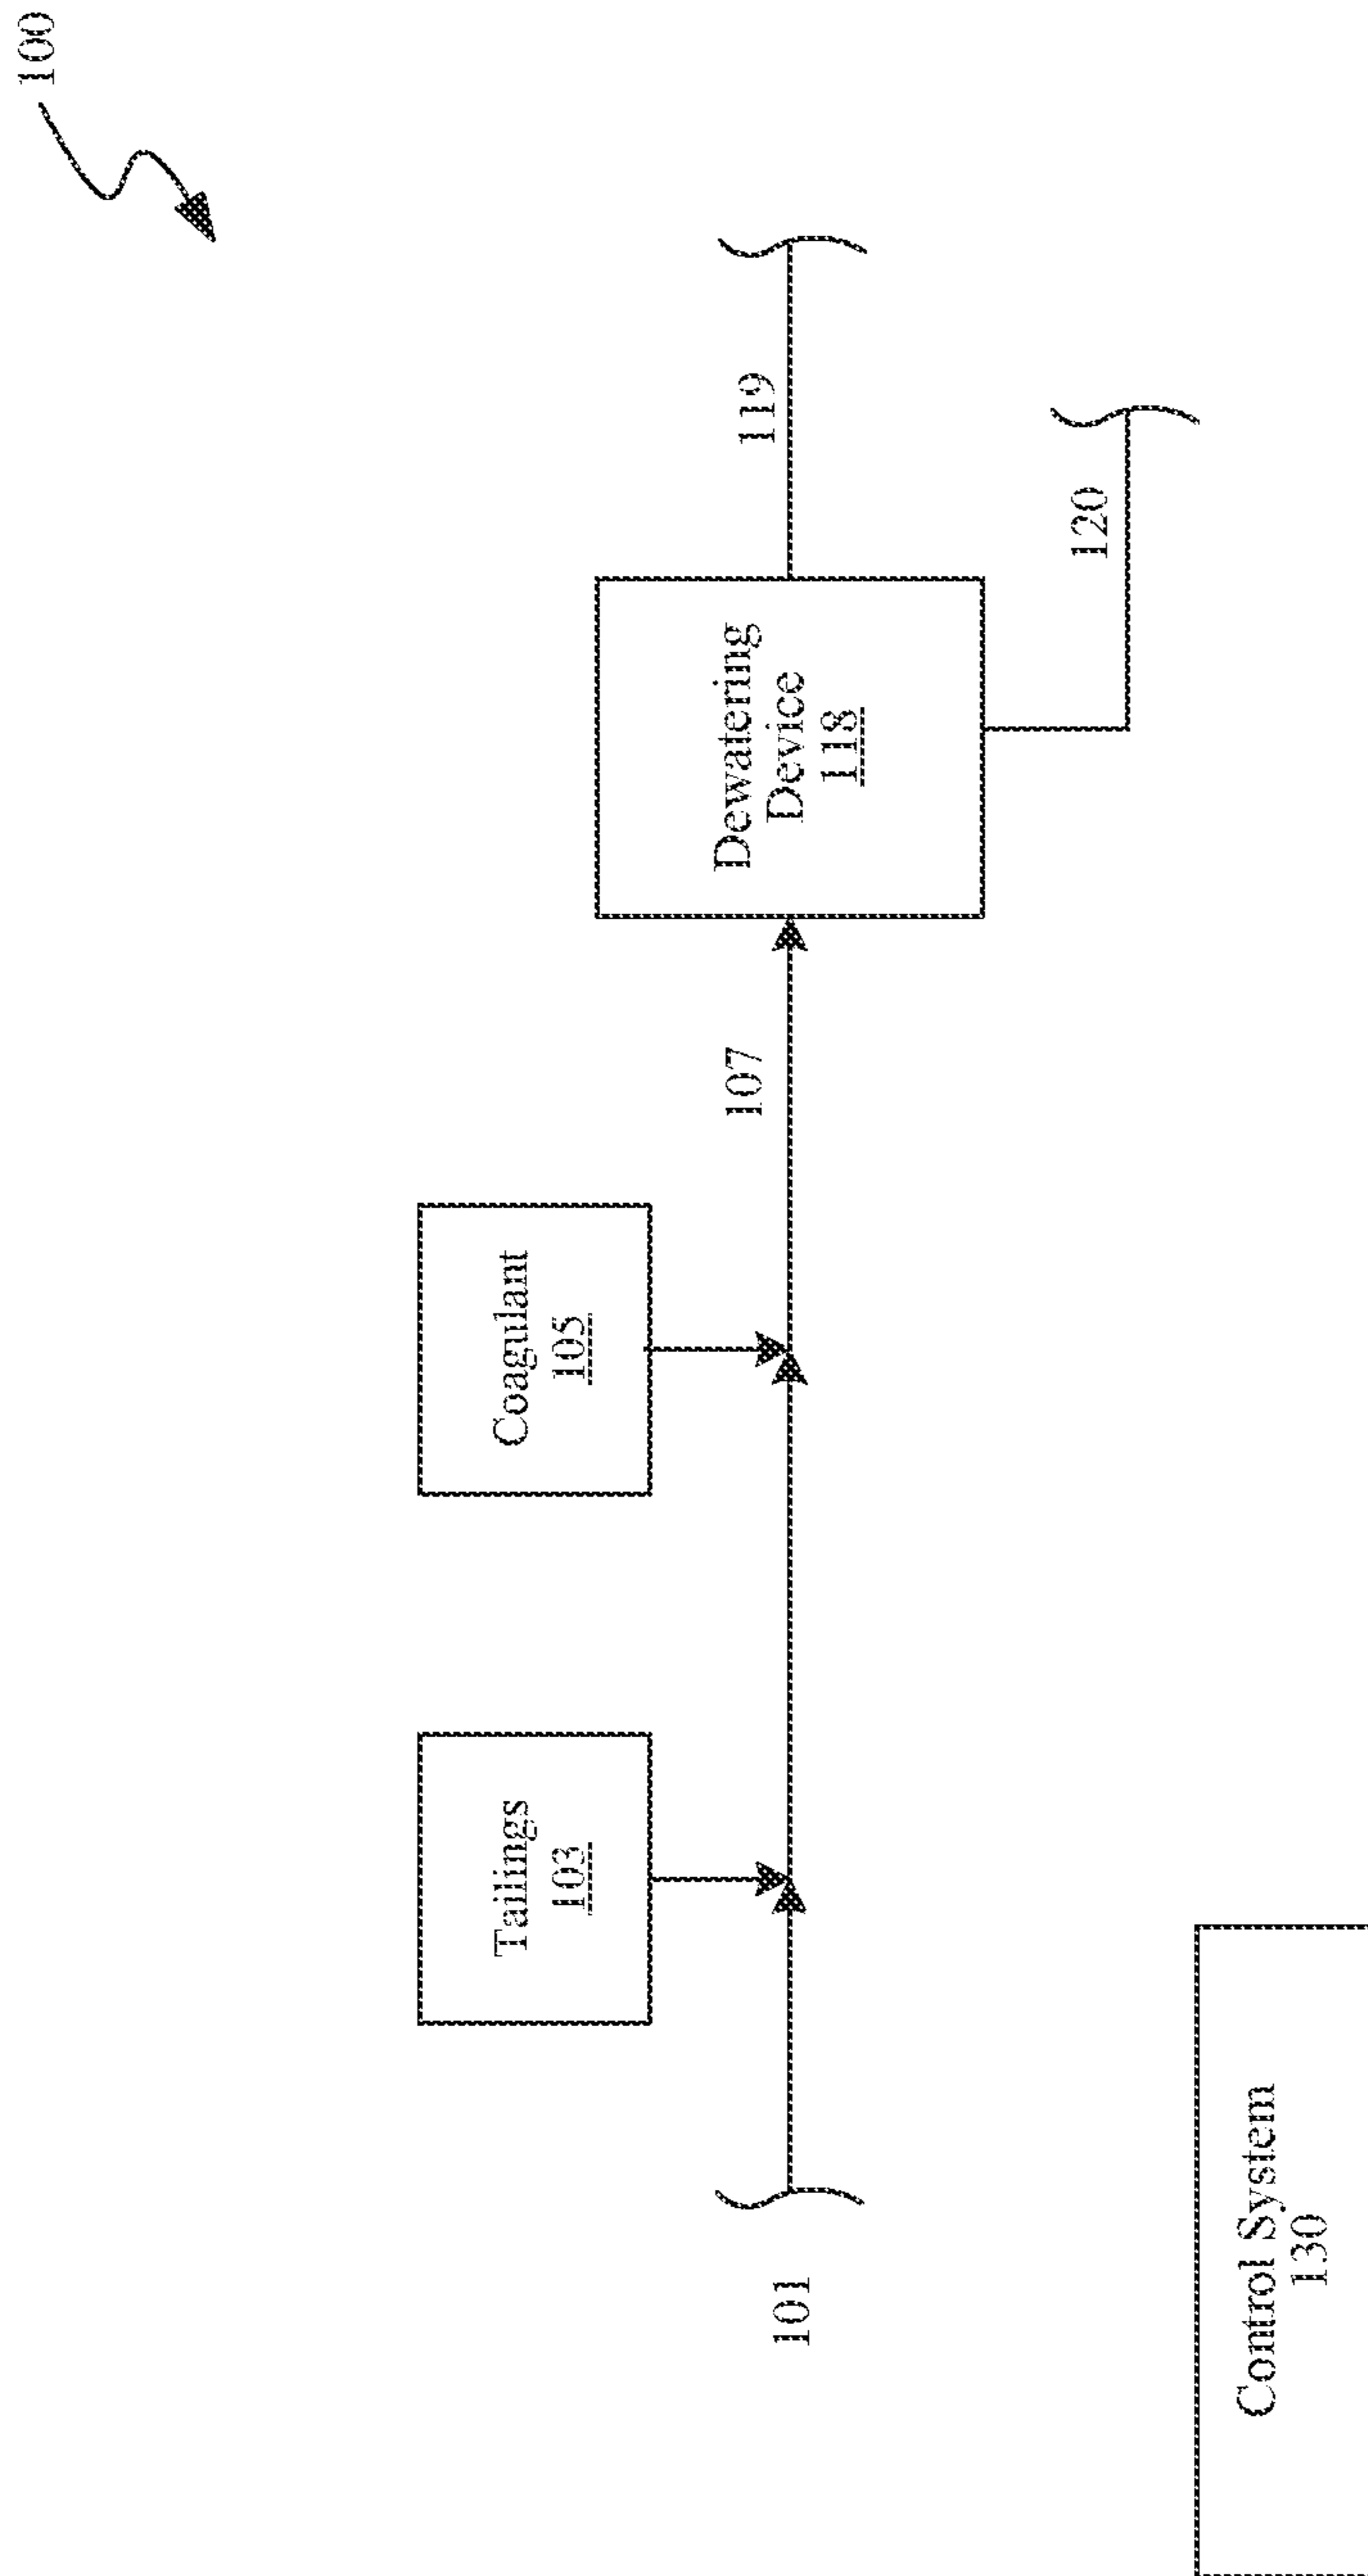 100
Tailings
103
Coagulant
105
101
107
Dewatering
Device
118
119
120
Control System
130